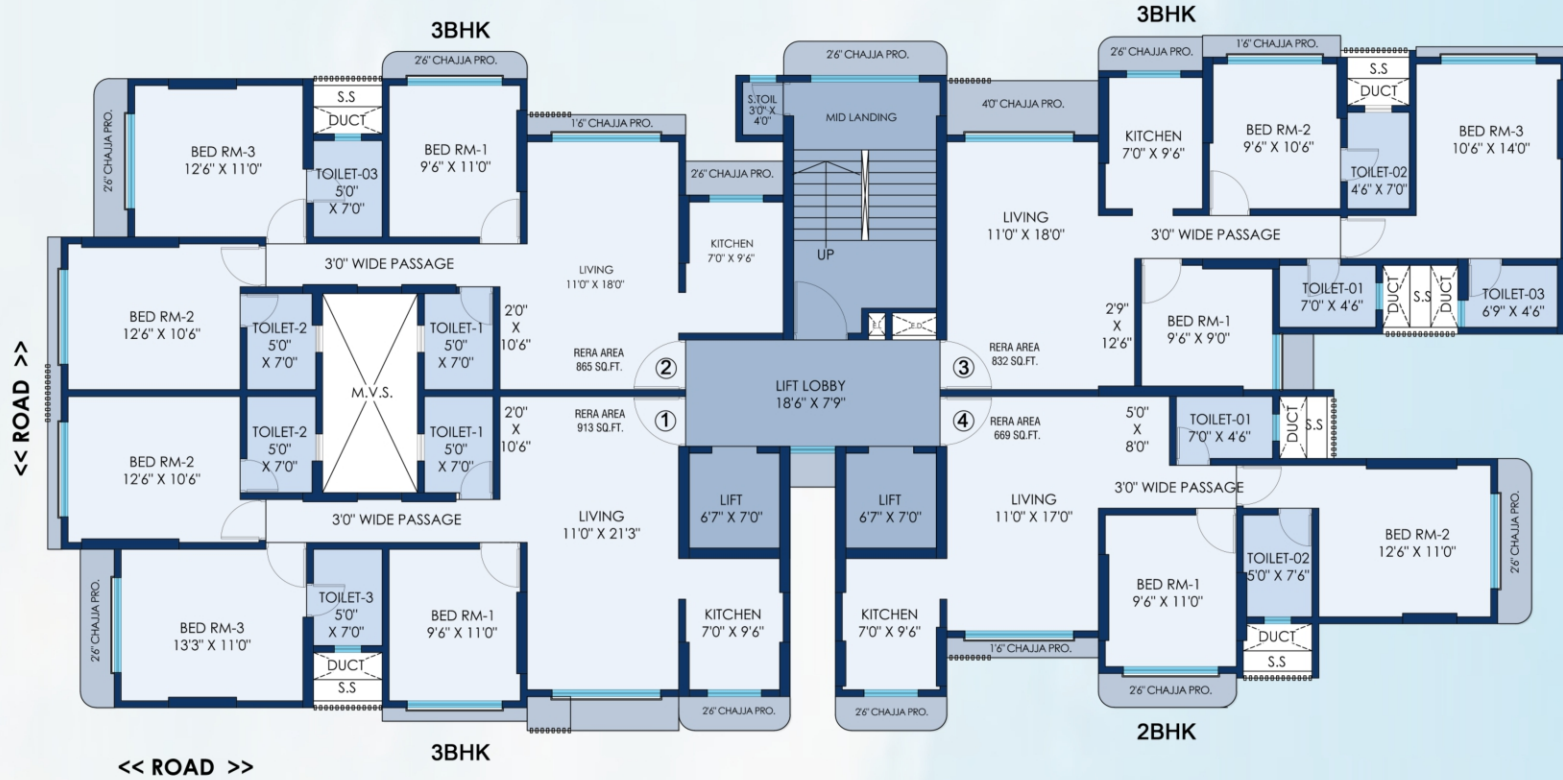 3BHK
2'6" CHAJJA PRO.
2'6" CHAJJA PRO.
S.S
DUCT
BED RM-3
12'6" X 11'0"
TOILET-03
5'0"
X 7'0"
BED RM-1
9'6" X 11'0"
1'6" CHAJJA PRO.
2'6" CHAJJA PRO.
KITCHEN
7'0" X 9'6"
LIVING
11'0" X 18'0"
3'0" WIDE PASSAGE
BED RM-2
12'6" X 10'6"
TOILET-2
5'0"
X 7'0"
TOILET-1
5'0"
X 7'0"
2'0"
X
10'6"
RERA AREA
865 SQ.FT.
2
M.V.S.
<< ROAD >>
BED RM-2
12'6" X 10'6"
TOILET-2
5'0"
X 7'0"
TOILET-1
5'0"
X 7'0"
2'0"
X
10'6"
RERA AREA
913 SQ.FT.
1
3'0" WIDE PASSAGE
LIVING
11'0" X 21'3"
2'6" CHAJJA PRO.
BED RM-3
13'3" X 11'0"
TOILET-3
5'0"
X 7'0"
DUCT
S.S
BED RM-1
9'6" X 11'0"
KITCHEN
7'0" X 9'6"
2'6" CHAJJA PRO.
2'6" CHAJJA PRO.
3BHK
<< ROAD >>
2'6" CHAJJA PRO.
S.TOIL
3'0" X
4'0"
MID LANDING
UP
LIFT LOBBY
18'6" X 7'9"
LIFT
6'7" X 7'0"
LIFT
6'7" X 7'0"
3BHK
4'0" CHAJJA PRO.
2'6" CHAJJA PRO.
1'6" CHAJJA PRO.
S.S
DUCT
KITCHEN
7'0" X 9'6"
BED RM-2
9'6" X 10'6"
TOILET-02
4'6" X 7'0"
BED RM-3
10'6" X 14'0"
LIVING
11'0" X 18'0"
3'0" WIDE PASSAGE
2'9"
X
12'6"
BED RM-1
9'6" X 9'0"
TOILET-01
7'0" X 4'6"
DUCT
S.S
DUCT
TOILET-03
6'9" X 4'6"
RERA AREA
832 SQ.FT.
3
4
RERA AREA
669 SQ.FT.
5'0"
X
8'0"
TOILET-01
7'0" X 4'6"
DUCT
S.S
LIVING
11'0" X 17'0"
3'0" WIDE PASSAGE
BED RM-2
12'6" X 11'0"
2'6" CHAJJA PRO.
TOILET-02
5'0" X 7'6"
DUCT
S.S
BED RM-1
9'6" X 11'0"
KITCHEN
7'0" X 9'6"
1'6" CHAJJA PRO.
2'6" CHAJJA PRO.
2'6" CHAJJA PRO.
2BHK